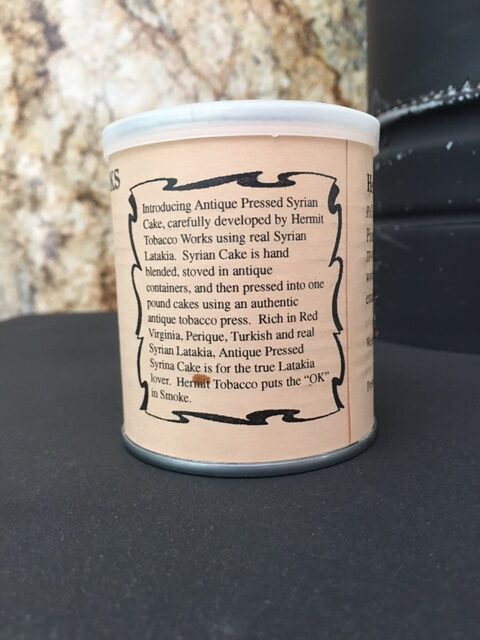 KS
Introducing Antique Pressed Syrian
Cake, carefully developed by Hermit
Tobacco Works using real Syrian
Latakia. Syrian Cake is hand
blended, stoved in antique
containers, and then pressed into one
pound cakes using an authentic
antique tobacco press. Rich in Red
Virginia, Perique, Turkish and real
Syrian Latakia, Antique Pressed
Syrina Cake is for the true Latakia
lover. Hermit Tobacco puts the “OK”
in Smoke.